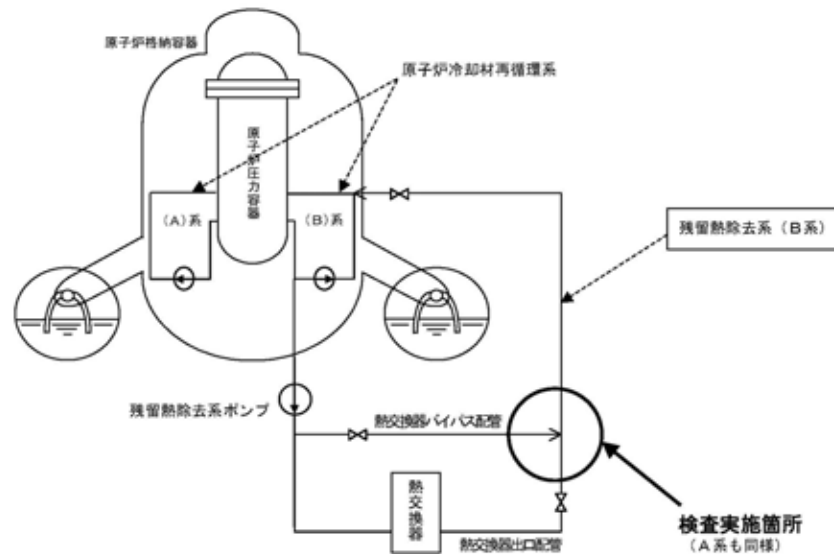 原子炉格納容器
原子炉冷却材再循環系
原子炉圧力容器
(A)系
(B)系
残留熱除去系(B系)
残留熱除去系ポンプ
熱交換器バイパス配管
熱交換器
熱交換器出口配管
検査実施箇所
(A系も同様)